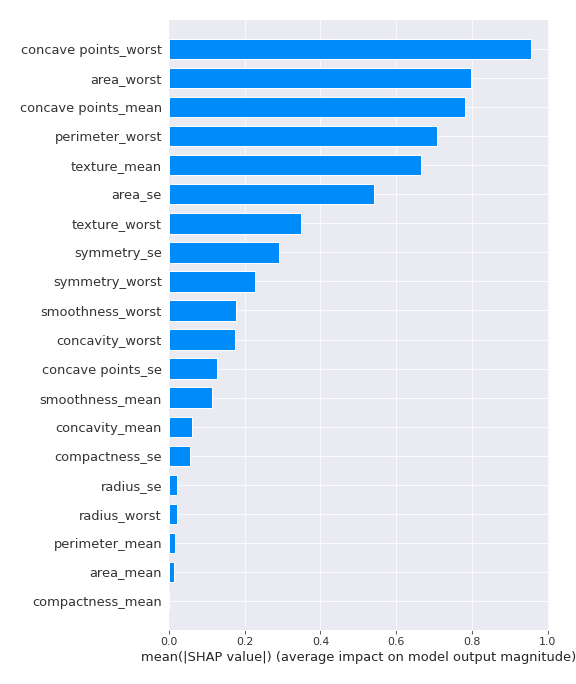 concave points_worst
area_worst
concave points_mean
perimeter_worst
texture_mean
area_se
texture_worst
symmetry_se
symmetry_worst
smoothness_worst
concavity_worst
concave points_se
smoothness_mean
concavity_mean
compactness_se
radius_se
radius_worst
perimeter_mean
area_mean
compactness_mean
0.0 0.2 0.4 0.6 0.8 1.0
mean(|SHAP value|) (average impact on model output magnitude)